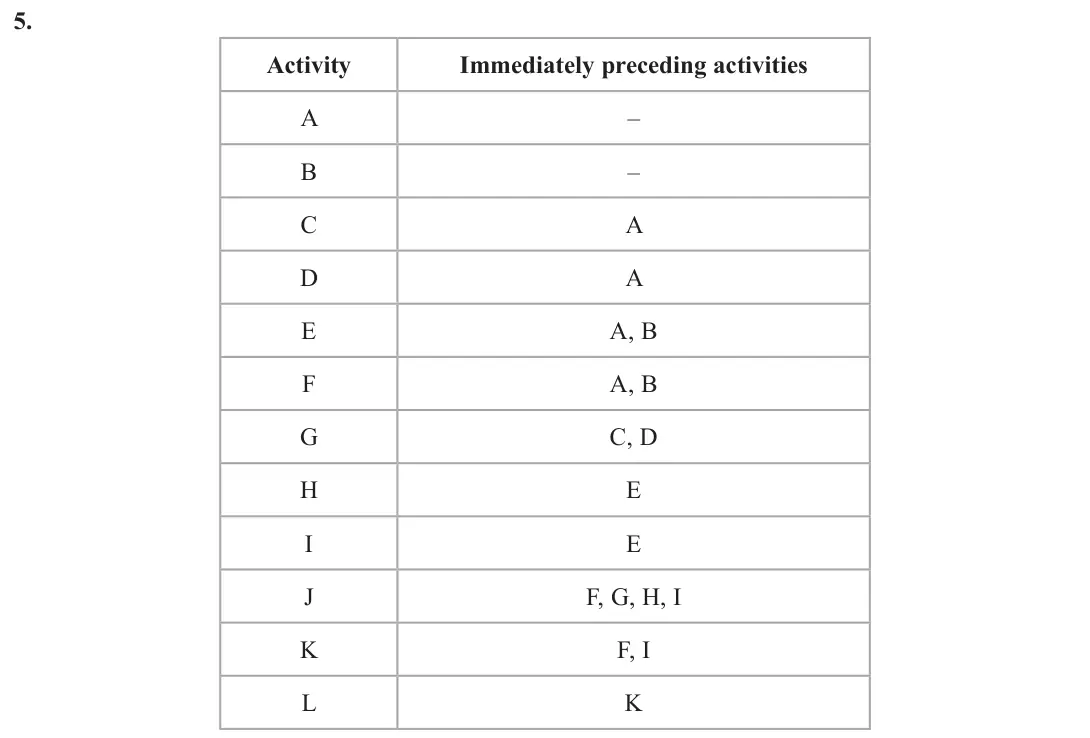 5.
Activity Immediately preceding activities
A –
B –
C A
D A
E A, B
F A, B
G C, D
H E
I E
J F, G, H, I
K F, I
L K